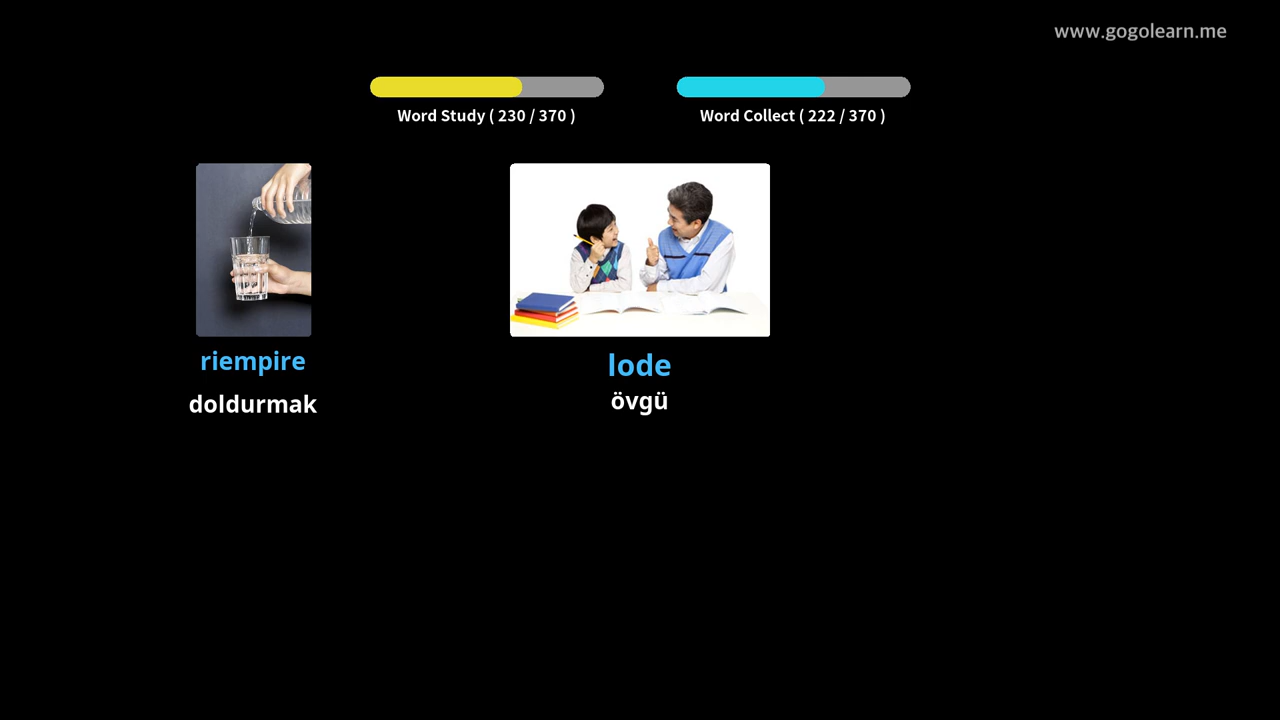 www.gogolearn.me
Word Study ( 230 / 370 )
Word Collect ( 222 / 370 )
riempire
doldurmak
lode
övgü